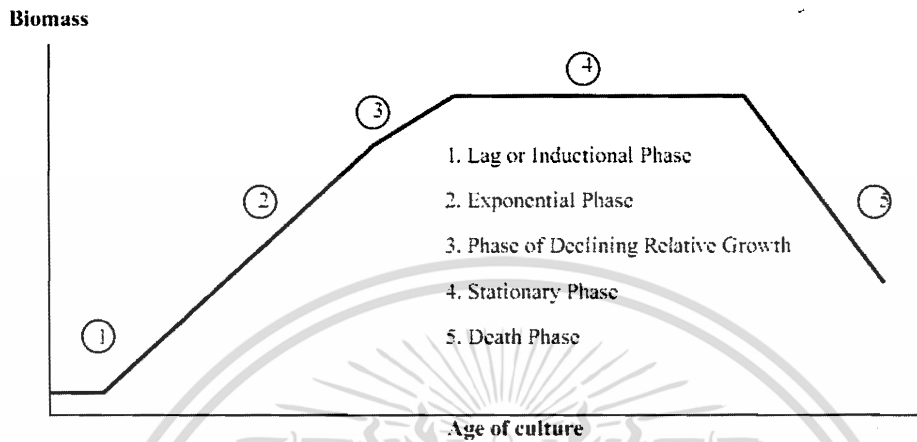 Biomass
4
3
1. Lag or Inductional Phase
2
2. Exponential Phase
5
3. Phase of Declining Relative Growth
4. Stationary Phase
1
5. Death Phase
Age of culture